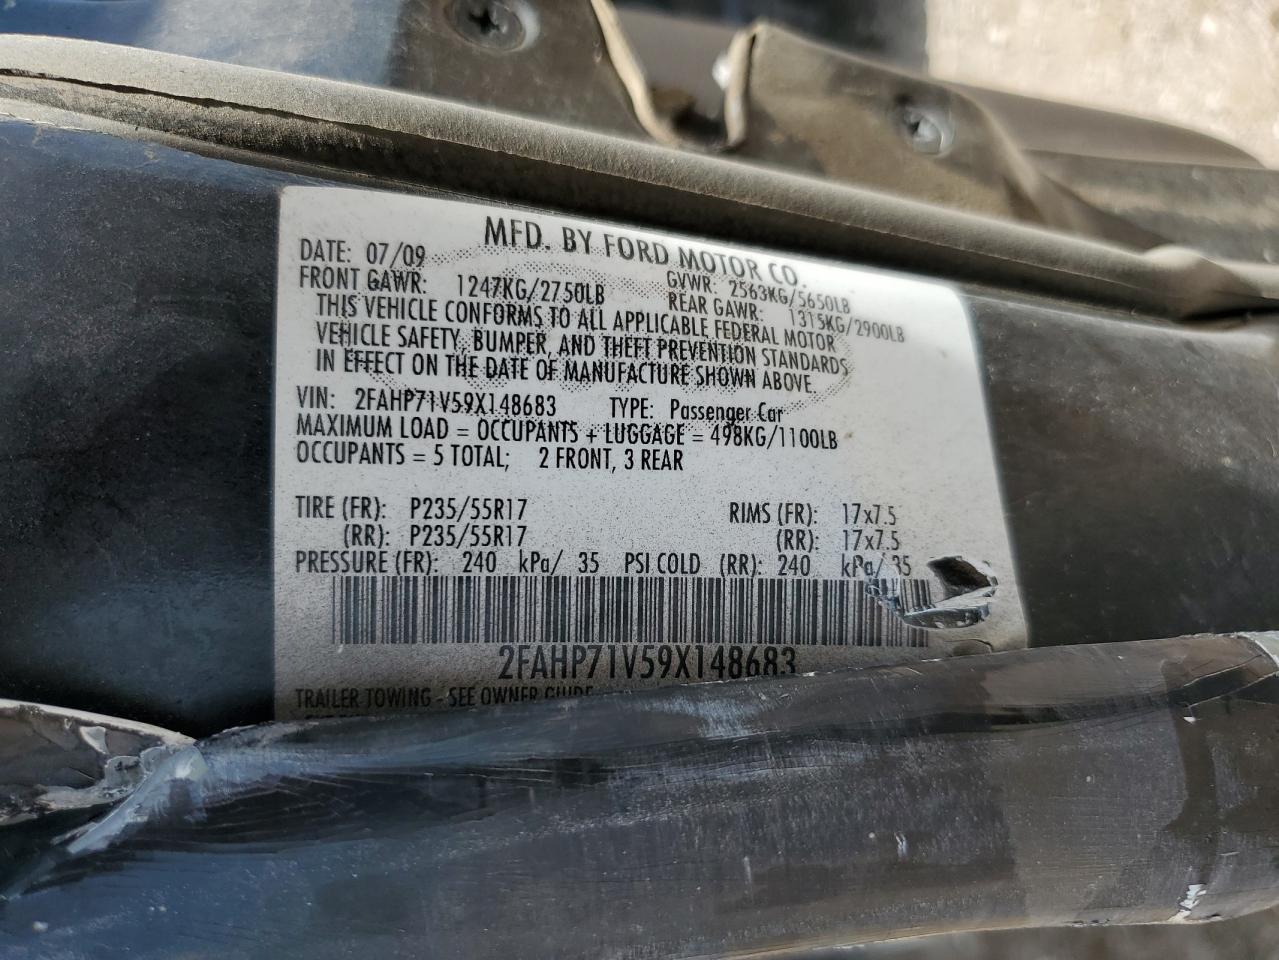 MFD. BY FORD MOTOR CO.
DATE: 07/09 GVWR: 2563KG/5650LB
FRONT GAWR: 1247KG/2750LB REAR GAWR: 1315KG/2900LB
THIS VEHICLE CONFORMS TO ALL APPLICABLE FEDERAL MOTOR
VEHICLE SAFETY, BUMPER, AND THEFT PREVENTION STANDARDS
IN EFFECT ON THE DATE OF MANUFACTURE SHOWN ABOVE.
VIN: 2FAHP71V59X148683 TYPE: Passenger Car
MAXIMUM LOAD = OCCUPANTS + LUGGAGE = 498KG/1100LB
OCCUPANTS = 5 TOTAL; 2 FRONT, 3 REAR
TIRE (FR): P235/55R17 RIMS (FR): 17x7.5
(RR): P235/55R17 (RR): 17x7.5
PRESSURE (FR): 240 kPa/ 35 PSI COLD (RR): 240 kPa/ 35
2FAHP71V59X148683
TRAILER TOWING - SEE OWNER GUIDE